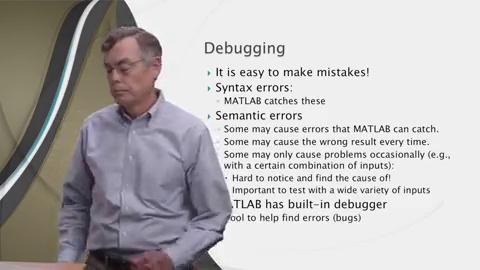 Debugging
It is easy to make mistakes!
Syntax errors:
MATLAB catches these
Semantic errors
Some may cause errors that MATLAB can catch.
Some may cause the wrong result every time.
Some may only cause problems occasionally (e.g.,
with a certain combination of inputs):
Hard to notice and find the cause of!
Important to test with a wide variety of inputs
ATLAB has built-in debugger
ool to help find errors (bugs)